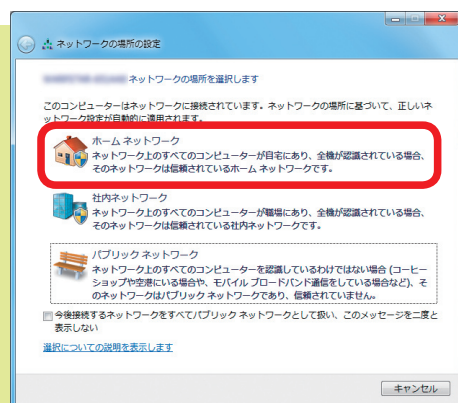 ネットワークの場所の設定
ネットワークの場所を選択します
このコンピューターはネットワークに接続されています。ネットワークの場所に基づいて、正しいネ
ットワーク設定が自動的に適用されます。
ホーム ネットワーク
ネットワーク上のすべてのコンピューターが自宅にあり、全機が認識されている場合、
そのネットワークは信頼されているホーム ネットワークです。
社内ネットワーク
ネットワーク上のすべてのコンピューターが職場にあり、全機が認識されている場合、
そのネットワークは信頼されている社内ネットワークです。
パブリック ネットワーク
ネットワーク上のすべてのコンピューターを認識しているわけではない場合 (コーヒー
ショップや空港にいる場合や、モバイル ブロードバンド通信をしている場合など)、そ
のネットワークはパブリック ネットワークであり、信頼されていません。
今後接続するネットワークをすべてパブリック ネットワークとして扱い、このメッセージを二度と
表示しない
選択についての説明を表示します
キャンセル